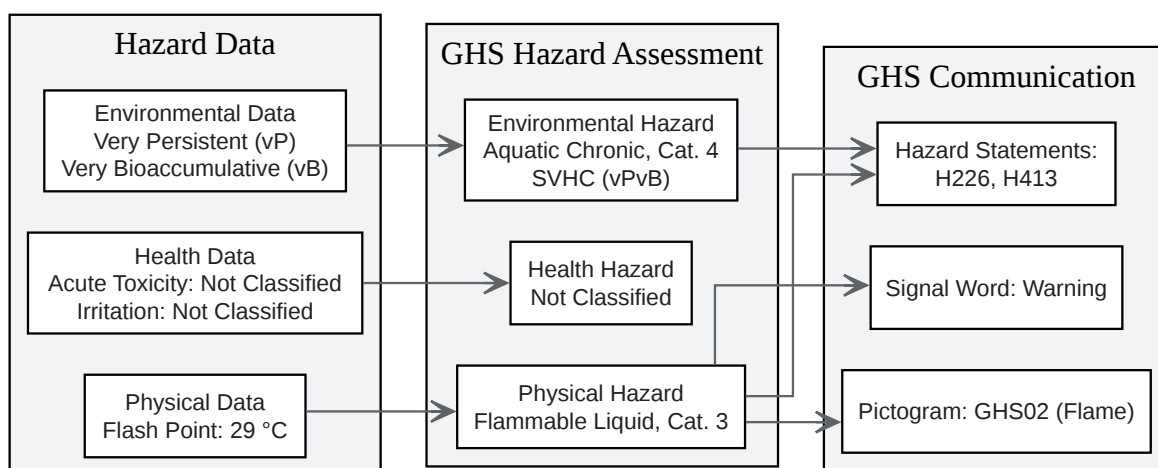 Hazard Data
Environmental Data
Very Persistent (vP)
Very Bioaccumulative (vB)
Health Data
Acute Toxicity: Not Classified
Irritation: Not Classified
Physical Data
Flash Point: 29 °C
GHS Hazard Assessment
Environmental Hazard
Aquatic Chronic, Cat. 4
SVHC (vPvB)
Health Hazard
Not Classified
Physical Hazard
Flammable Liquid, Cat. 3
GHS Communication
Hazard Statements:
H226, H413
Signal Word: Warning
Pictogram: GHS02 (Flame)